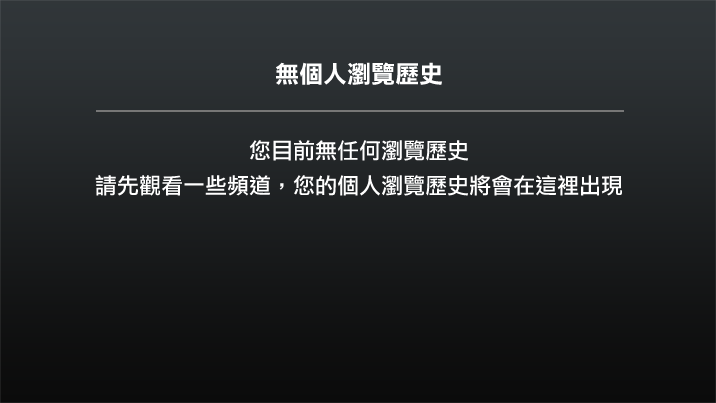 無個人瀏覽歷史
您目前無任何瀏覽歷史
請先觀看一些頻道，您的個人瀏覽歷史將會在這裡出現